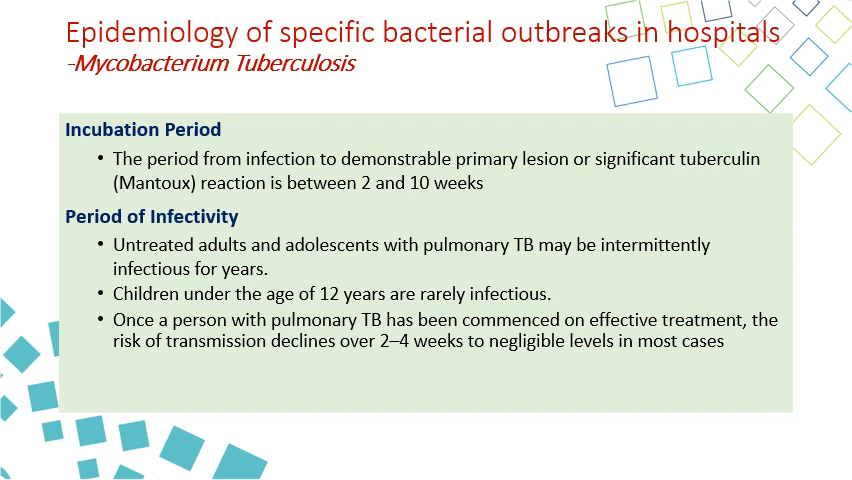 Epidemiology of specific bacterial outbreaks in hospitals
-Mycobacterium Tuberculosis
Incubation Period
• The period from infection to demonstrable primary lesion or significant tuberculin
(Mantoux) reaction is between 2 and 10 weeks
Period of Infectivity
• Untreated adults and adolescents with pulmonary TB may be intermittently
infectious for years.
• Children under the age of 12 years are rarely infectious.
• Once a person with pulmonary TB has been commenced on effective treatment, the
risk of transmission declines over 2–4 weeks to negligible levels in most cases